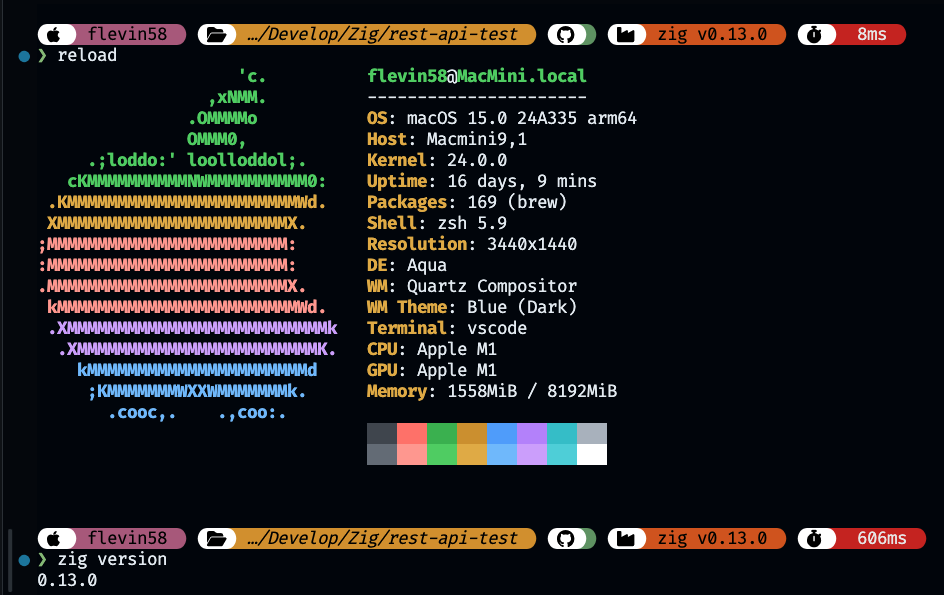 flevin58 …/Develop/Zig/rest-api-test zig v0.13.0 8ms
❯ reload
'c.
,xNMM.
.OMMMMo
OMMM0,
.;loddo:' loolloddol;.
cKMMMMMMMMMMNWMMMMMMMMMM0:
.KMMMMMMMMMMMMMMMMMMMMMMMWd.
XMMMMMMMMMMMMMMMMMMMMMMMX.
;MMMMMMMMMMMMMMMMMMMMMMMM:
:MMMMMMMMMMMMMMMMMMMMMMMM:
.MMMMMMMMMMMMMMMMMMMMMMMMX.
kMMMMMMMMMMMMMMMMMMMMMMMMWd.
.XMMMMMMMMMMMMMMMMMMMMMMMMMMk
.XMMMMMMMMMMMMMMMMMMMMMMMMK.
kMMMMMMMMMMMMMMMMMMMMMMd
;KMMMMMMMWXXWMMMMMMMk.
.cooc,. .,coo:.
flevin58@MacMini.local
----------------------
OS: macOS 15.0 24A335 arm64
Host: Macmini9,1
Kernel: 24.0.0
Uptime: 16 days, 9 mins
Packages: 169 (brew)
Shell: zsh 5.9
Resolution: 3440x1440
DE: Aqua
WM: Quartz Compositor
WM Theme: Blue (Dark)
Terminal: vscode
CPU: Apple M1
GPU: Apple M1
Memory: 1558MiB / 8192MiB
flevin58 …/Develop/Zig/rest-api-test zig v0.13.0 606ms
❯ zig version
0.13.0